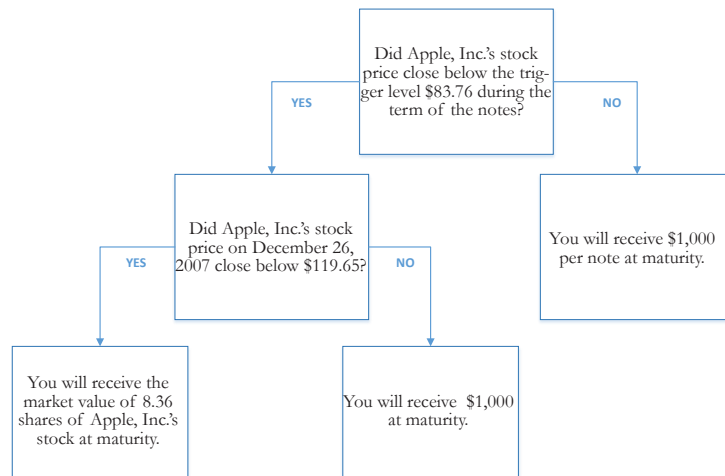 Did Apple, Inc.'s stock
price close below the trig-
ger level $83.76 during the
term of the notes?
YES
NO
Did Apple, Inc.'s stock
price on December 26,
2007 close below $119.65?
You will receive $1,000
per note at maturity.
YES
NO
You will receive the
market value of 8.36
shares of Apple, Inc.'s
stock at maturity.
You will receive $1,000
at maturity.